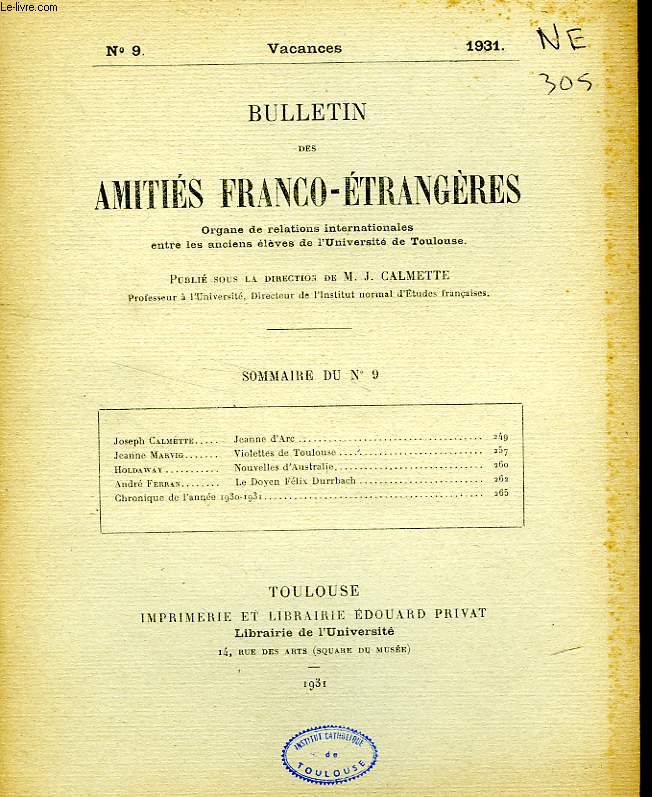 Le-livre.com
N° 9. Vacances 1931.
NE
305
BULLETIN
DES
AMITIÉS FRANCO-ÉTRANGÈRES
Organe de relations internationales
entre les anciens élèves de l'Université de Toulouse.
PUBLIÉ SOUS LA DIRECTION DE M. J. CALMETTE
Professeur à l'Université, Directeur de l'Institut normal d'Études françaises.
SOMMAIRE DU N° 9
Joseph CALMETTE..... Jeanne d'Arc ..................................... 249
Jeanne MARVIG....... Violettes de Toulouse ............................. 257
HOLDAWAY........... Nouvelles d'Australie.............................. 260
André FERRAN........ Le Doyen Félix Durrbach ......................... 262
Chronique de l'année 1930-1931............................................. 265
TOULOUSE
IMPRIMERIE ET LIBRAIRIE ÉDOUARD PRIVAT
Librairie de l'Université
14, RUE DES ARTS (SQUARE DU MUSÉE)
1931
INSTITUT CATHOLIQUE
de
TOULOUSE